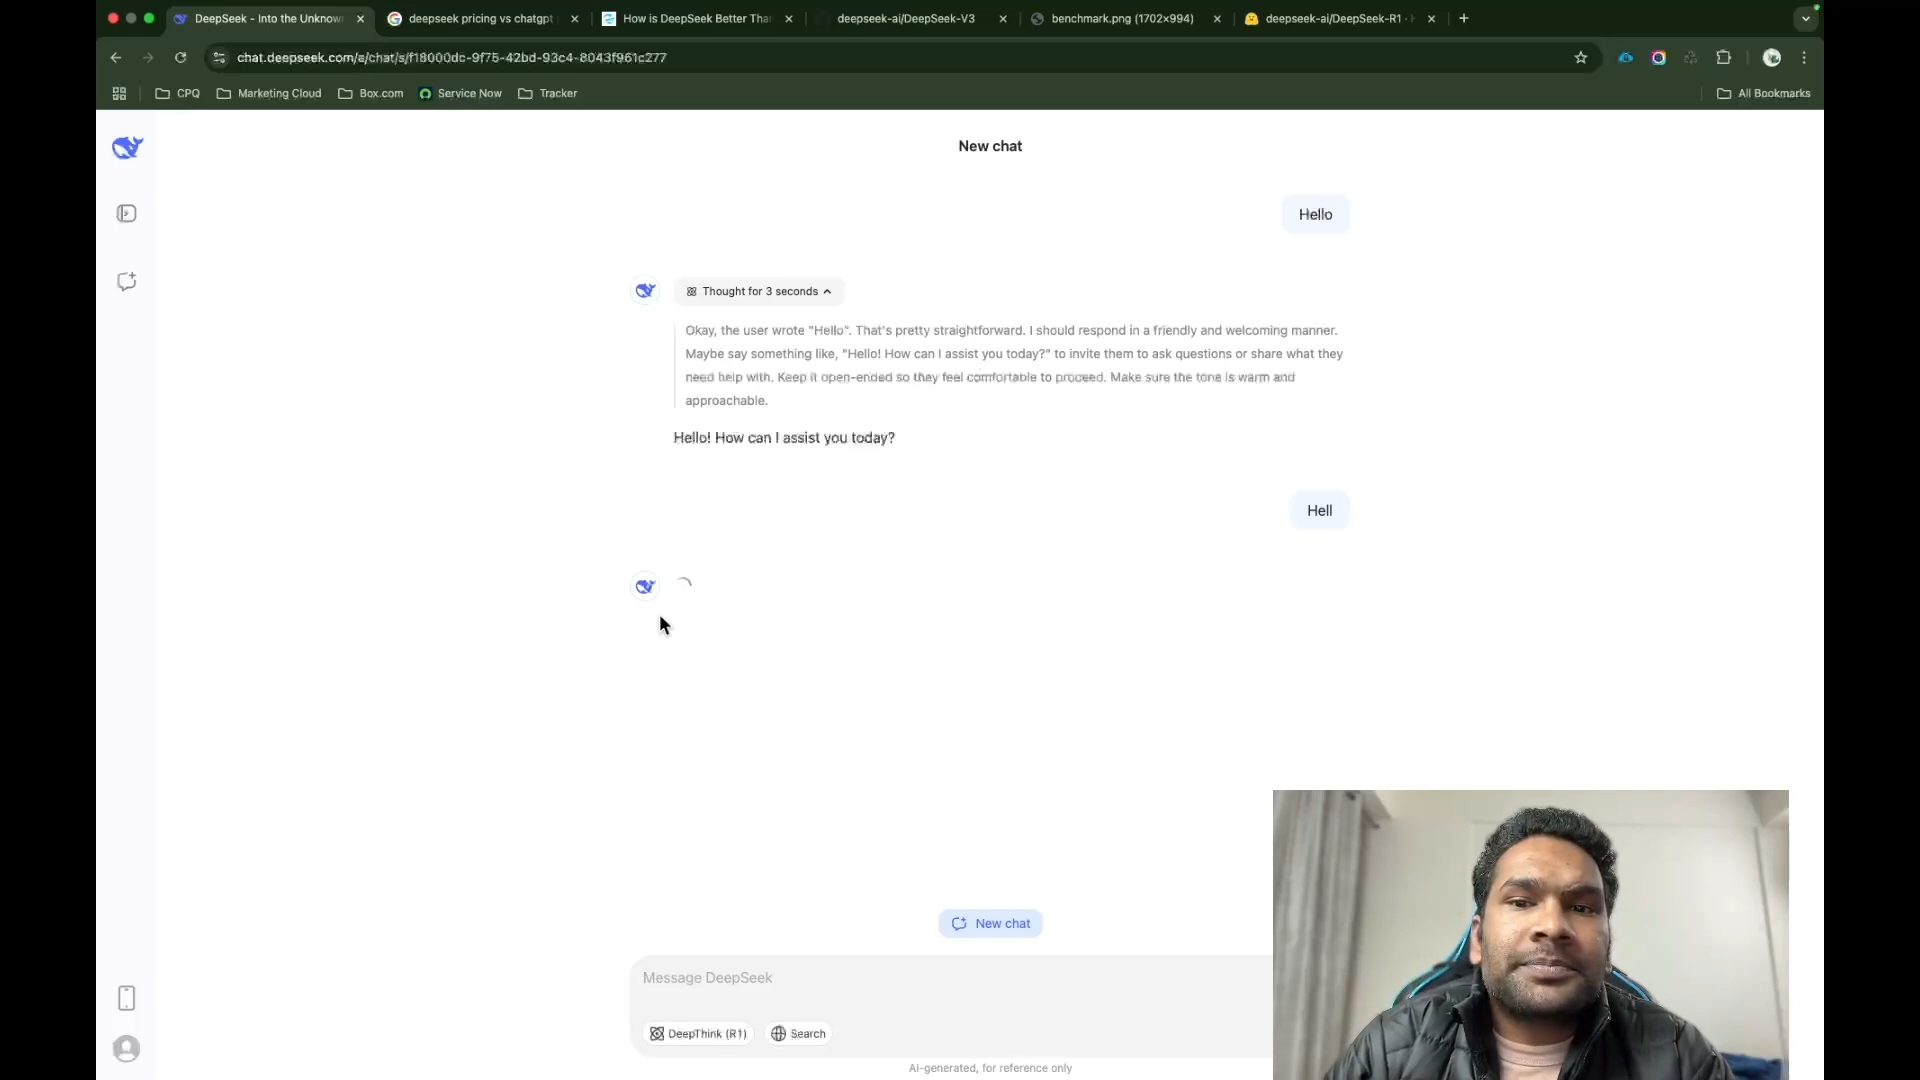 DeepSeek - Into the Unknown
deepseek pricing vs chatgpt
How is DeepSeek Better Than
deepseek-ai/DeepSeek-V3
benchmark.png (1702×994)
deepseek-ai/DeepSeek-R1 ·
chat.deepseek.com/a/chat/s/f18000dc-9f75-42bd-93c4-8043f961c277
CPQ
Marketing Cloud
Box.com
Service Now
Tracker
All Bookmarks
New chat
Hello
Thought for 3 seconds
Okay, the user wrote "Hello". That's pretty straightforward. I should respond in a friendly and welcoming manner.
Maybe say something like, "Hello! How can I assist you today?" to invite them to ask questions or share what they
need help with. Keep it open-ended so they feel comfortable to proceed. Make sure the tone is warm and
approachable.
Hello! How can I assist you today?
Hell
New chat
Message DeepSeek
DeepThink (R1)
Search
AI-generated, for reference only